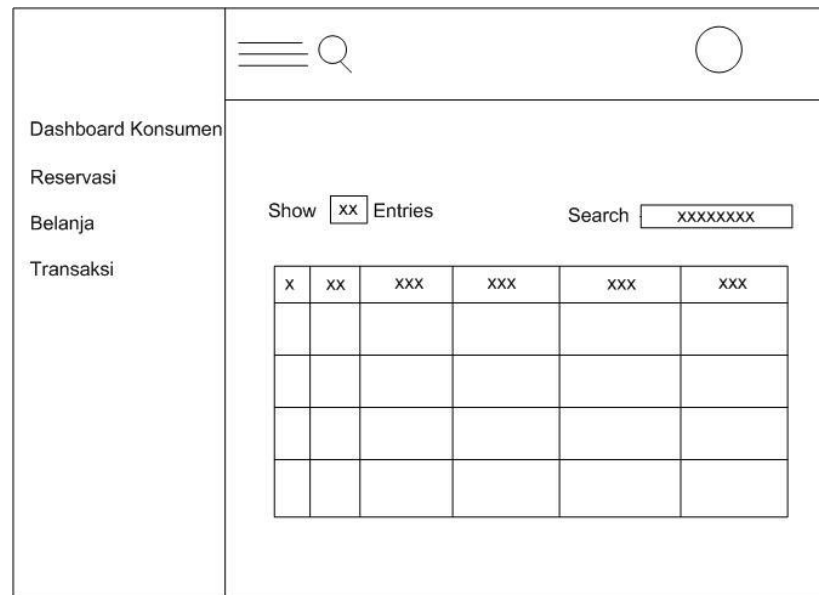 Dashboard Konsumen
Reservasi
Belanja
Transaksi
Show xx Entries
Search xxxxxxxx
x xx xxx xxx xxx xxx